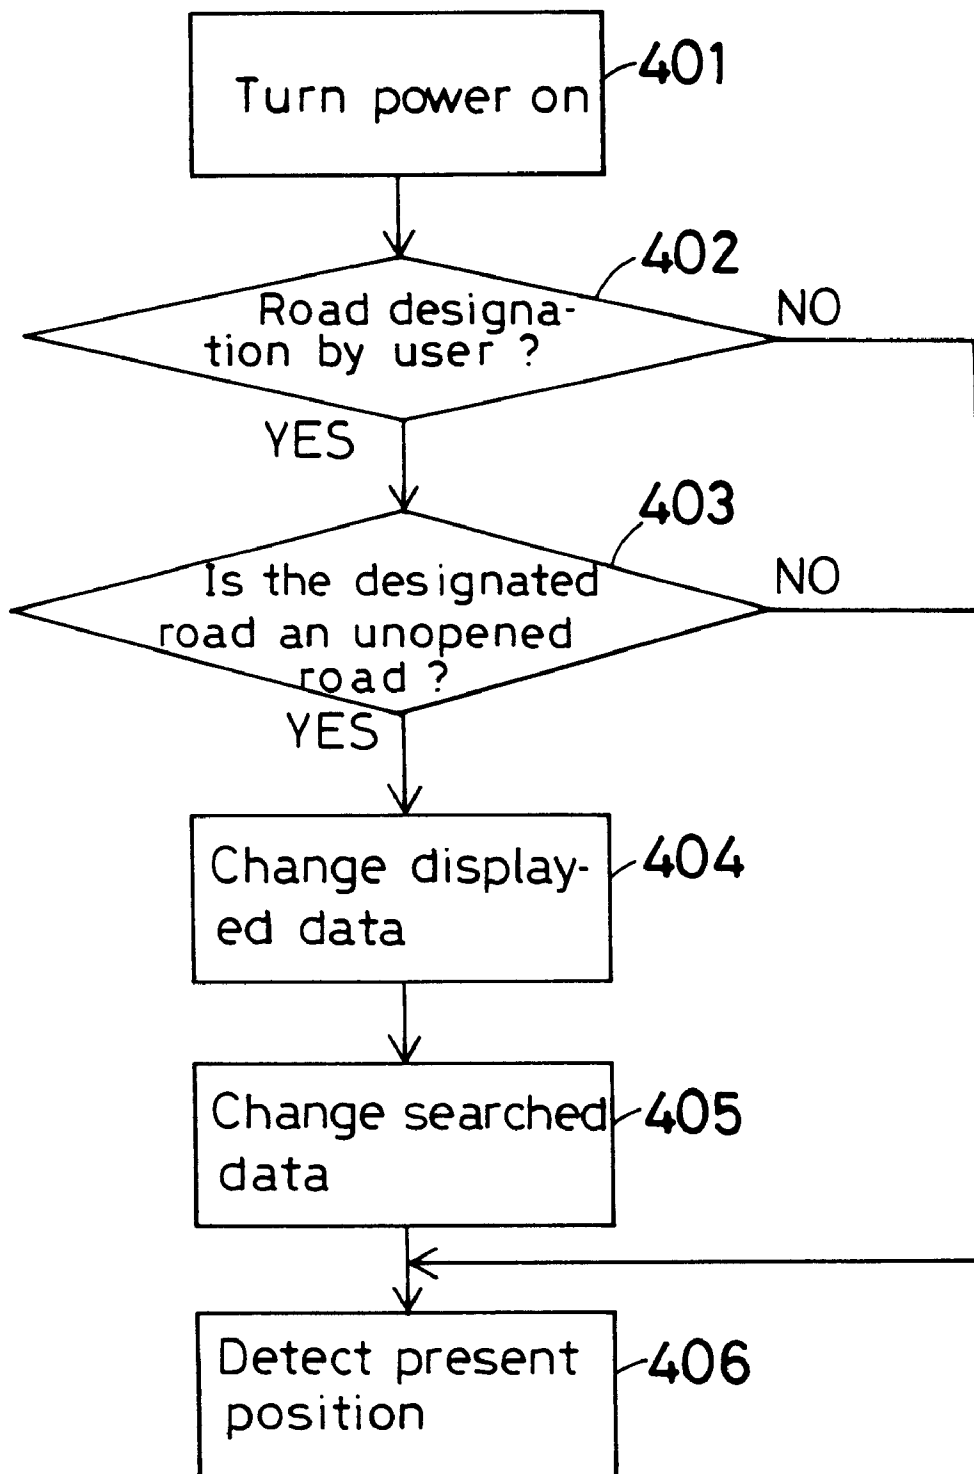 401
Turn power on
402
Road designa-
tion by user ?
NO
YES
403
Is the designated
road an unopened
road ?
NO
YES
404
Change display-
ed data
405
Change searched
data
406
Detect present
position